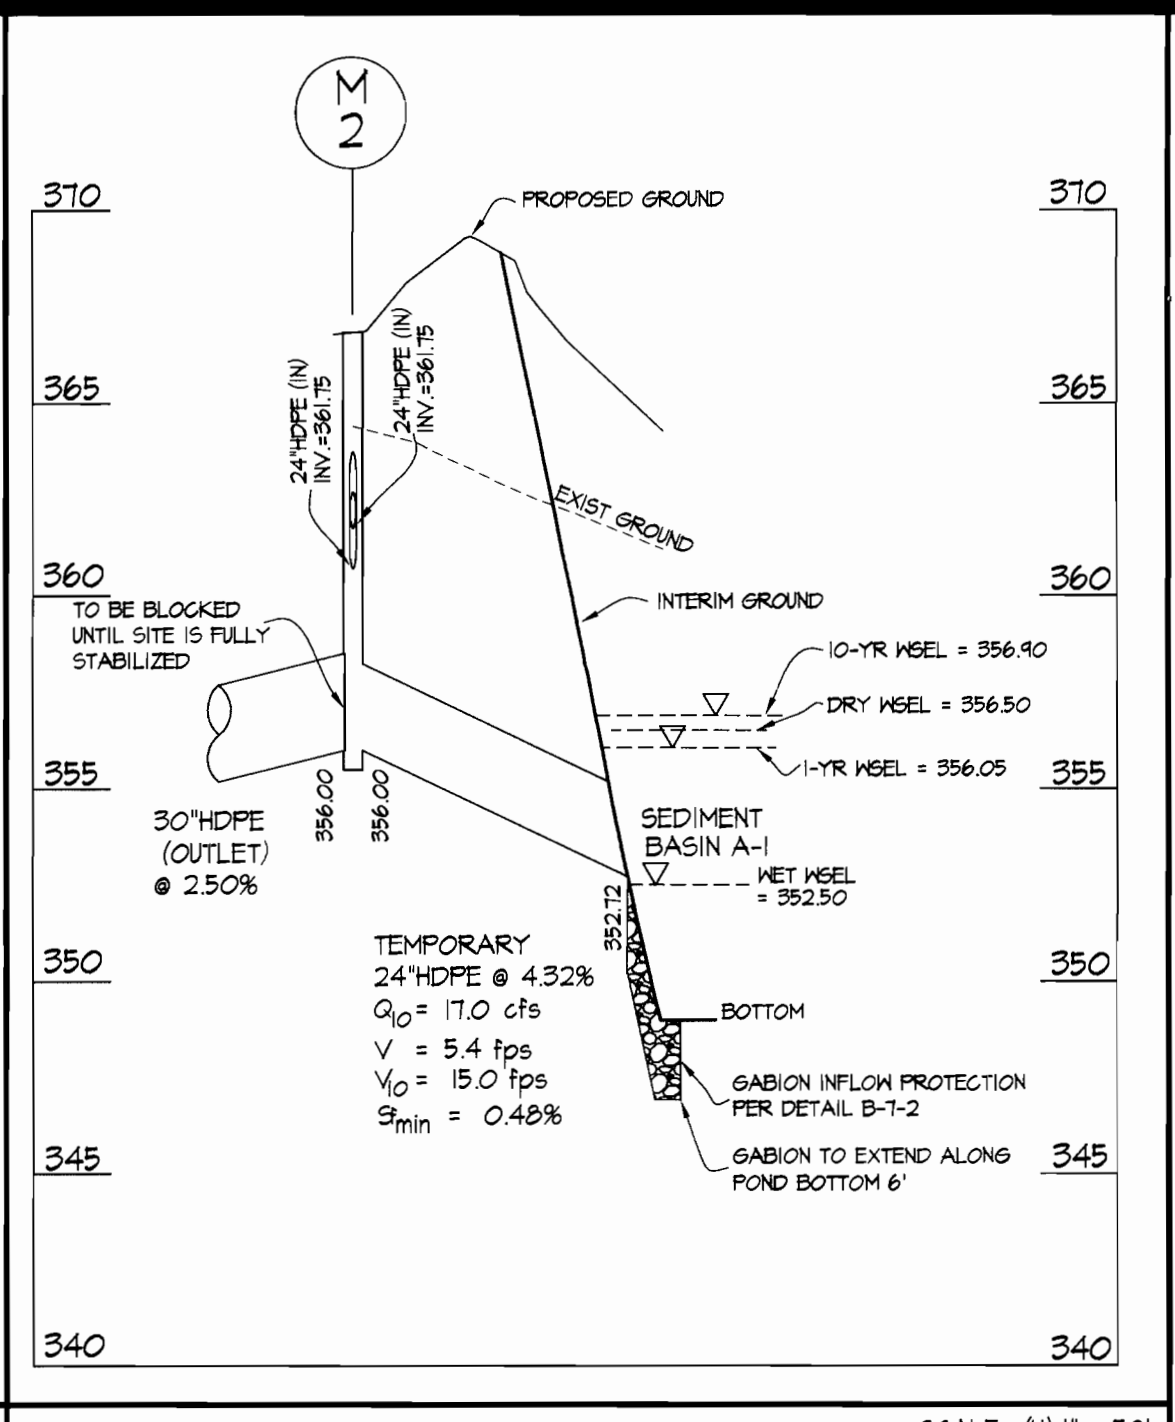 M
2
370
370
PROPOSED GROUND
24"HDPE (IN)
INV.=361.75
24"HDPE (IN)
INV.=361.75
365
365
EXIST GROUND
360
360
TO BE BLOCKED
UNTIL SITE IS FULLY
STABILIZED
INTERIM GROUND
10-YR WSEL = 356.90
DRY WSEL = 356.50
1-YR WSEL = 356.05
355
355
356.00
356.00
30"HDPE
(OUTLET)
@ 2.50%
SEDIMENT
BASIN A-1
WET WSEL
= 352.50
352.72
TEMPORARY
24"HDPE @ 4.32%
Q10 = 17.0 cfs
V = 5.4 fps
V10 = 15.0 fps
Sfmin = 0.48%
350
350
BOTTOM
GABION INFLOW PROTECTION
PER DETAIL B-7-2
GABION TO EXTEND ALONG
POND BOTTOM 6'
345
345
340
340